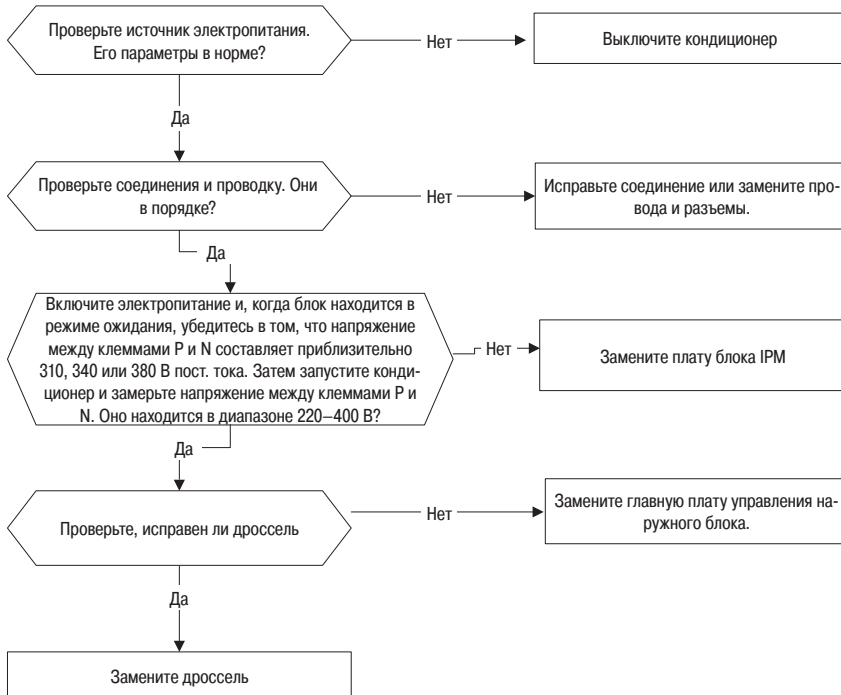 Проверьте источник электропитания.
Его параметры в норме?
Нет
Выключите кондиционер
Да
Проверьте соединения и проводку. Они
в порядке?
Нет
Исправьте соединение или замените про-
вода и разъемы.
Да
Включите электропитание и, когда блок находится в
режиме ожидания, убедитесь в том, что напряжение
между клеммами P и N составляет приблизительно
310, 340 или 380 В пост. тока. Затем запустите конди-
ционер и замерьте напряжение между клеммами P и
N. Оно находится в диапазоне 220–400 В?
Нет
Замените плату блока IPM
Да
Проверьте, исправен ли дроссель
Нет
Замените главную плату управления на-
ружного блока.
Да
Замените дроссель